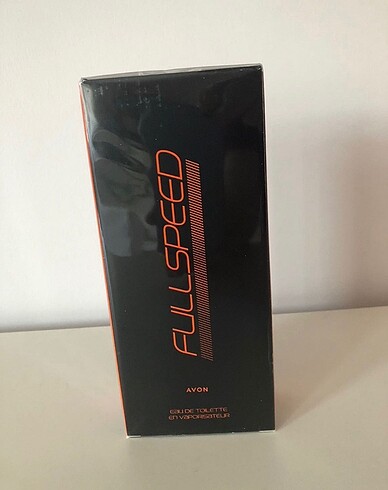 FULLSPEED
AVON
EAU DE TOILETTE
EN VAPORISATEUR